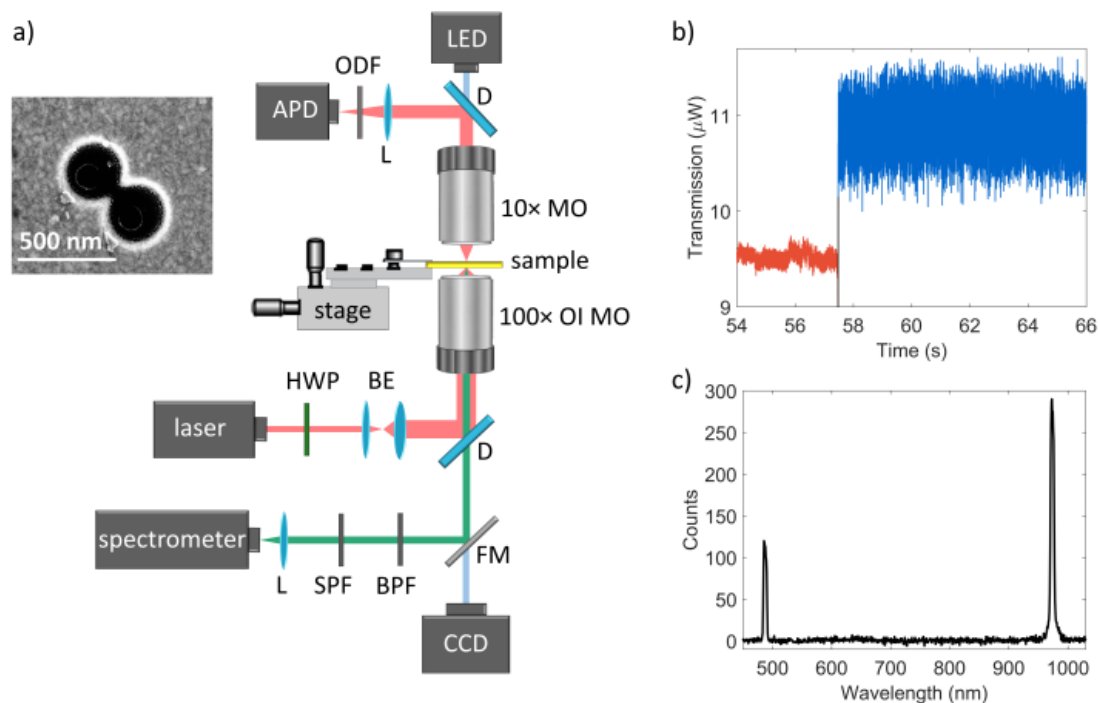 a)
LED
ODF
D
APD
L
10× MO
500 nm
sample
stage
100× OI MO
HWP
BE
laser
D
spectrometer
FM
L
SPF
BPF
CCD
b)
Transmission (μW)
11
10
9
54
56
58
60
62
64
66
Time (s)
c)
Counts
300
250
200
150
100
50
0
500
600
700
800
900
1000
Wavelength (nm)